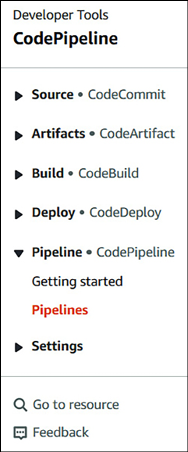 Developer Tools
CodePipeline
Source • CodeCommit
Artifacts • CodeArtifact
Build • CodeBuild
Deploy • CodeDeploy
Pipeline • CodePipeline
Getting started
Pipelines
Settings
Go to resource
Feedback